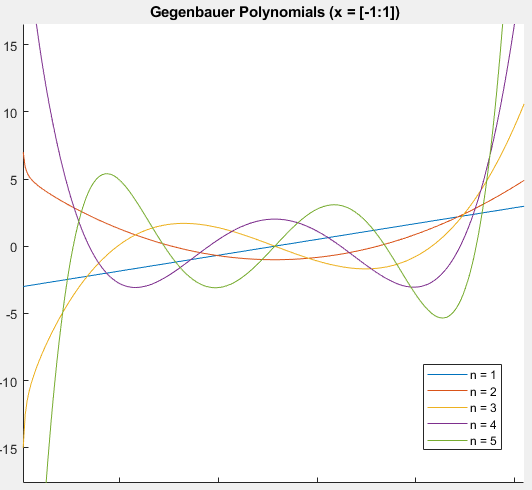 Gegenbauer Polynomials (x = [-1:1])
15
10
5
0
-5
-10
-15
n = 1
n = 2
n = 3
n = 4
n = 5